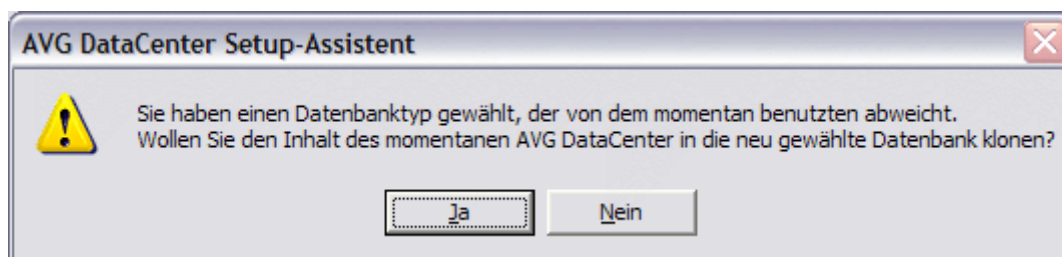 AVG DataCenter Setup-Assistent
Sie haben einen Datenbanktyp gewählt, der von dem momentan benutzten abweicht.
Wollen Sie den Inhalt des momentanen AVG DataCenter in die neu gewählte Datenbank klonen?
Ja
Nein